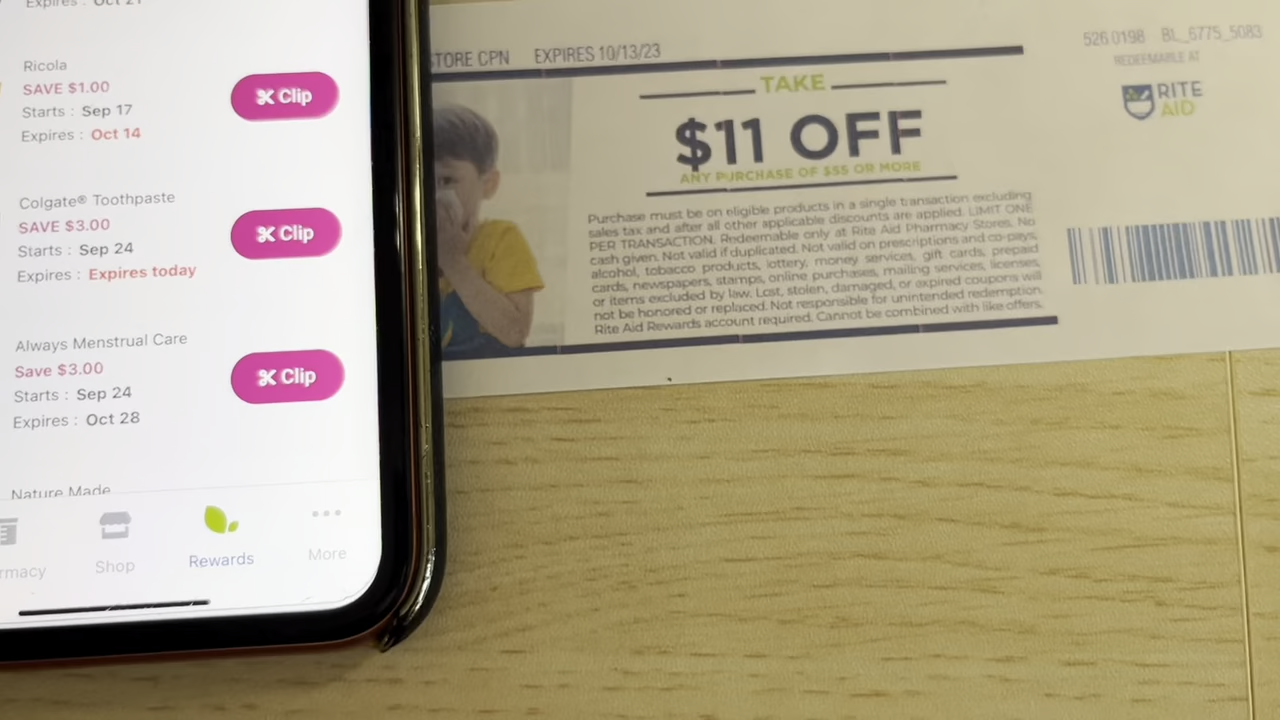 Expires : Oct 21
Ricola
SAVE $1.00
Starts : Sep 17
Expires : Oct 14
Clip
Colgate® Toothpaste
SAVE $3.00
Starts : Sep 24
Expires : Expires today
Clip
Always Menstrual Care
Save $3.00
Starts : Sep 24
Expires : Oct 28
Clip
Nature Made
rmacy
Shop
Rewards
More
STORE CPN EXPIRES 10/13/23
TAKE
$11 OFF
ANY PURCHASE OF $55 OR MORE
Purchase must be on eligible products in a single transaction excluding
sales tax and after all other applicable discounts are applied. LIMIT ONE
PER TRANSACTION. Redeemable only at Rite Aid Pharmacy Stores. No
cash given. Not valid if duplicated. Not valid on prescriptions and co-pays,
alcohol, tobacco products, lottery, money services, gift cards, prepaid
cards, newspapers, stamps, online purchases, mailing services, licenses,
or items excluded by law. Lost, stolen, damaged, or expired coupons will
not be honored or replaced. Not responsible for unintended redemption.
Rite Aid Rewards account required. Cannot be combined with like offers.
526 0198 BL_6775_5083
REDEEMABLE AT
RITE
AID